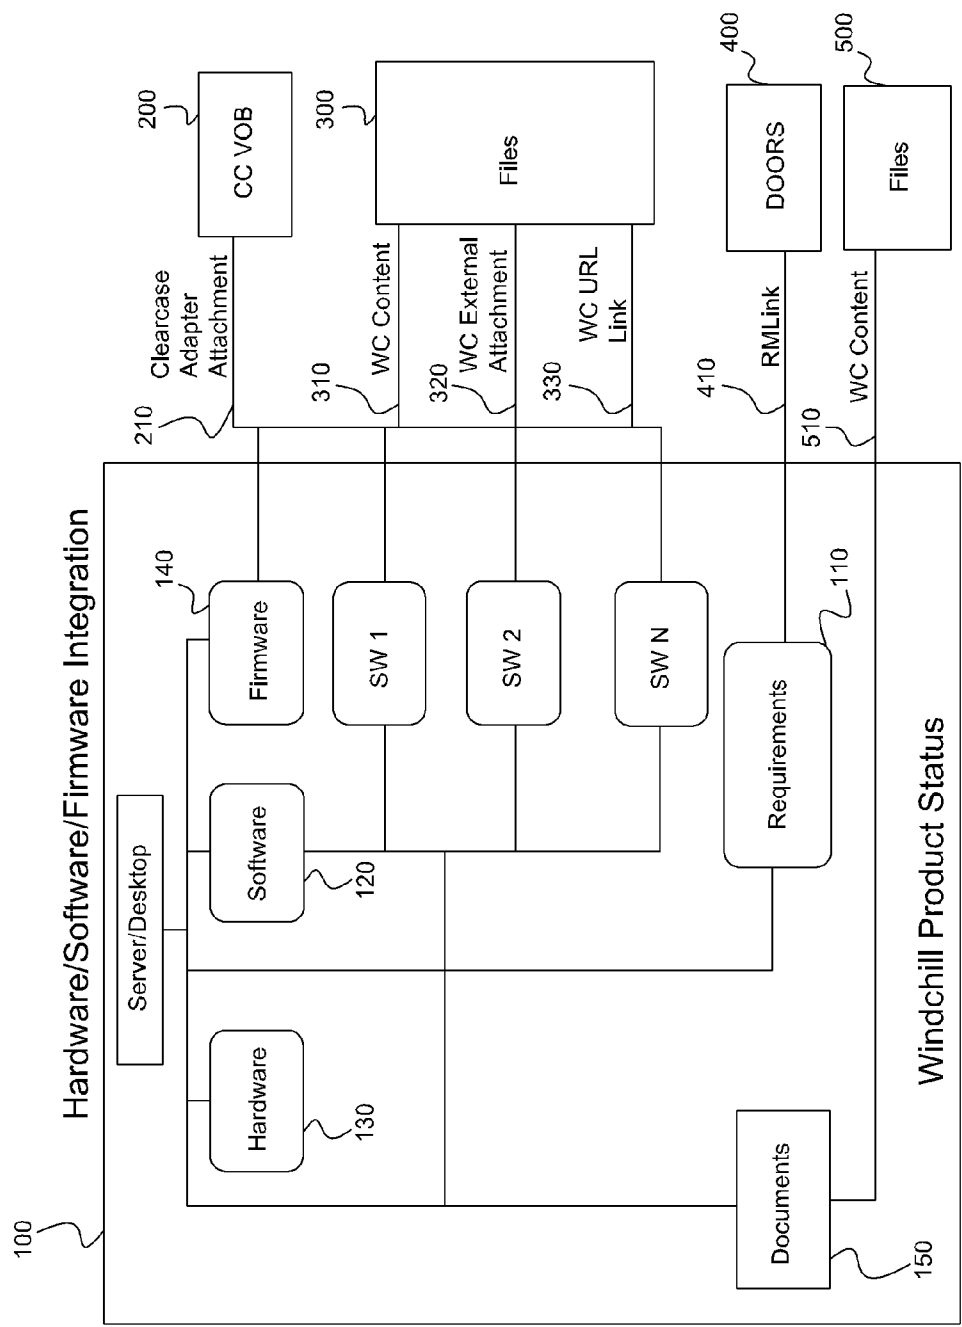 Hardware/Software/Firmware Integration
100
Server/Desktop
Hardware
130
Software
120
Firmware
140
SW 1
SW 2
SW N
Requirements
110
Documents
150
Windchill Product Status
210
Clearcase
Adapter
Attachment
200
CC VOB
310
WC Content
320
WC External
Attachment
330
WC URL
Link
300
Files
410
RMLink
400
DOORS
510
WC Content
500
Files